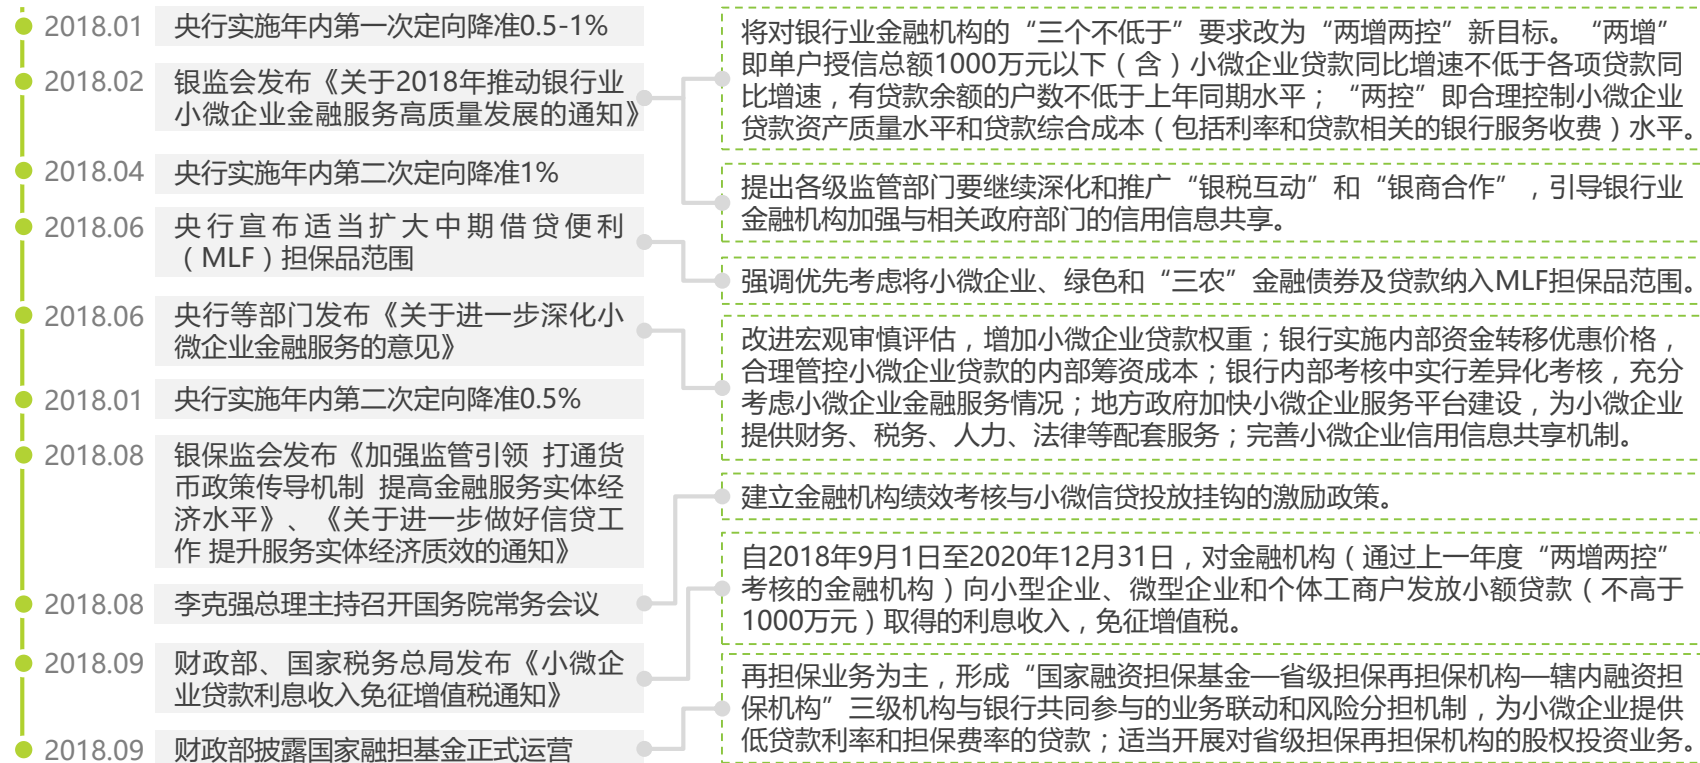 2018.01 央行实施年内第一次定向降准0.5-1%
2018.02 银监会发布《关于2018年推动银行业
小微企业金融服务高质量发展的通知》
2018.04 央行实施年内第二次定向降准1%
2018.06 央行宣布适当扩大中期借贷便利
（MLF）担保品范围
2018.06 央行等部门发布《关于进一步深化小
微企业金融服务的意见》
2018.01 央行实施年内第二次定向降准0.5%
2018.08 银保监会发布《加强监管引领 打通货
币政策传导机制 提高金融服务实体经
济水平》、《关于进一步做好信贷工
作 提升服务实体经济质效的通知》
2018.08 李克强总理主持召开国务院常务会议
2018.09 财政部、国家税务总局发布《小微企
业贷款利息收入免征增值税通知》
2018.09 财政部披露国家融担基金正式运营
将对银行业金融机构的“三个不低于”要求改为“两增两控”新目标。“两增”
即单户授信总额1000万元以下（含）小微企业贷款同比增速不低于各项贷款同
比增速，有贷款余额的户数不低于上年同期水平；“两控”即合理控制小微企业
贷款资产质量水平和贷款综合成本（包括利率和贷款相关的银行服务收费）水平。
提出各级监管部门要继续深化和推广“银税互动”和“银商合作”，引导银行业
金融机构加强与相关政府部门的信用信息共享。
强调优先考虑将小微企业、绿色和“三农”金融债券及贷款纳入MLF担保品范围。
改进宏观审慎评估，增加小微企业贷款权重；银行实施内部资金转移优惠价格，
合理管控小微企业贷款的内部筹资成本；银行内部考核中实行差异化考核，充分
考虑小微企业金融服务情况；地方政府加快小微企业服务平台建设，为小微企业
提供财务、税务、人力、法律等配套服务；完善小微企业信用信息共享机制。
建立金融机构绩效考核与小微信贷投放挂钩的激励政策。
自2018年9月1日至2020年12月31日，对金融机构（通过上一年度“两增两控”
考核的金融机构）向小型企业、微型企业和个体工商户发放小额贷款（不高于
1000万元）取得的利息收入，免征增值税。
再担保业务为主，形成“国家融资担保基金—省级担保再担保机构—辖内融资担
保机构”三级机构与银行共同参与的业务联动和风险分担机制，为小微企业提供
低贷款利率和担保费率的贷款；适当开展对省级担保再担保机构的股权投资业务。